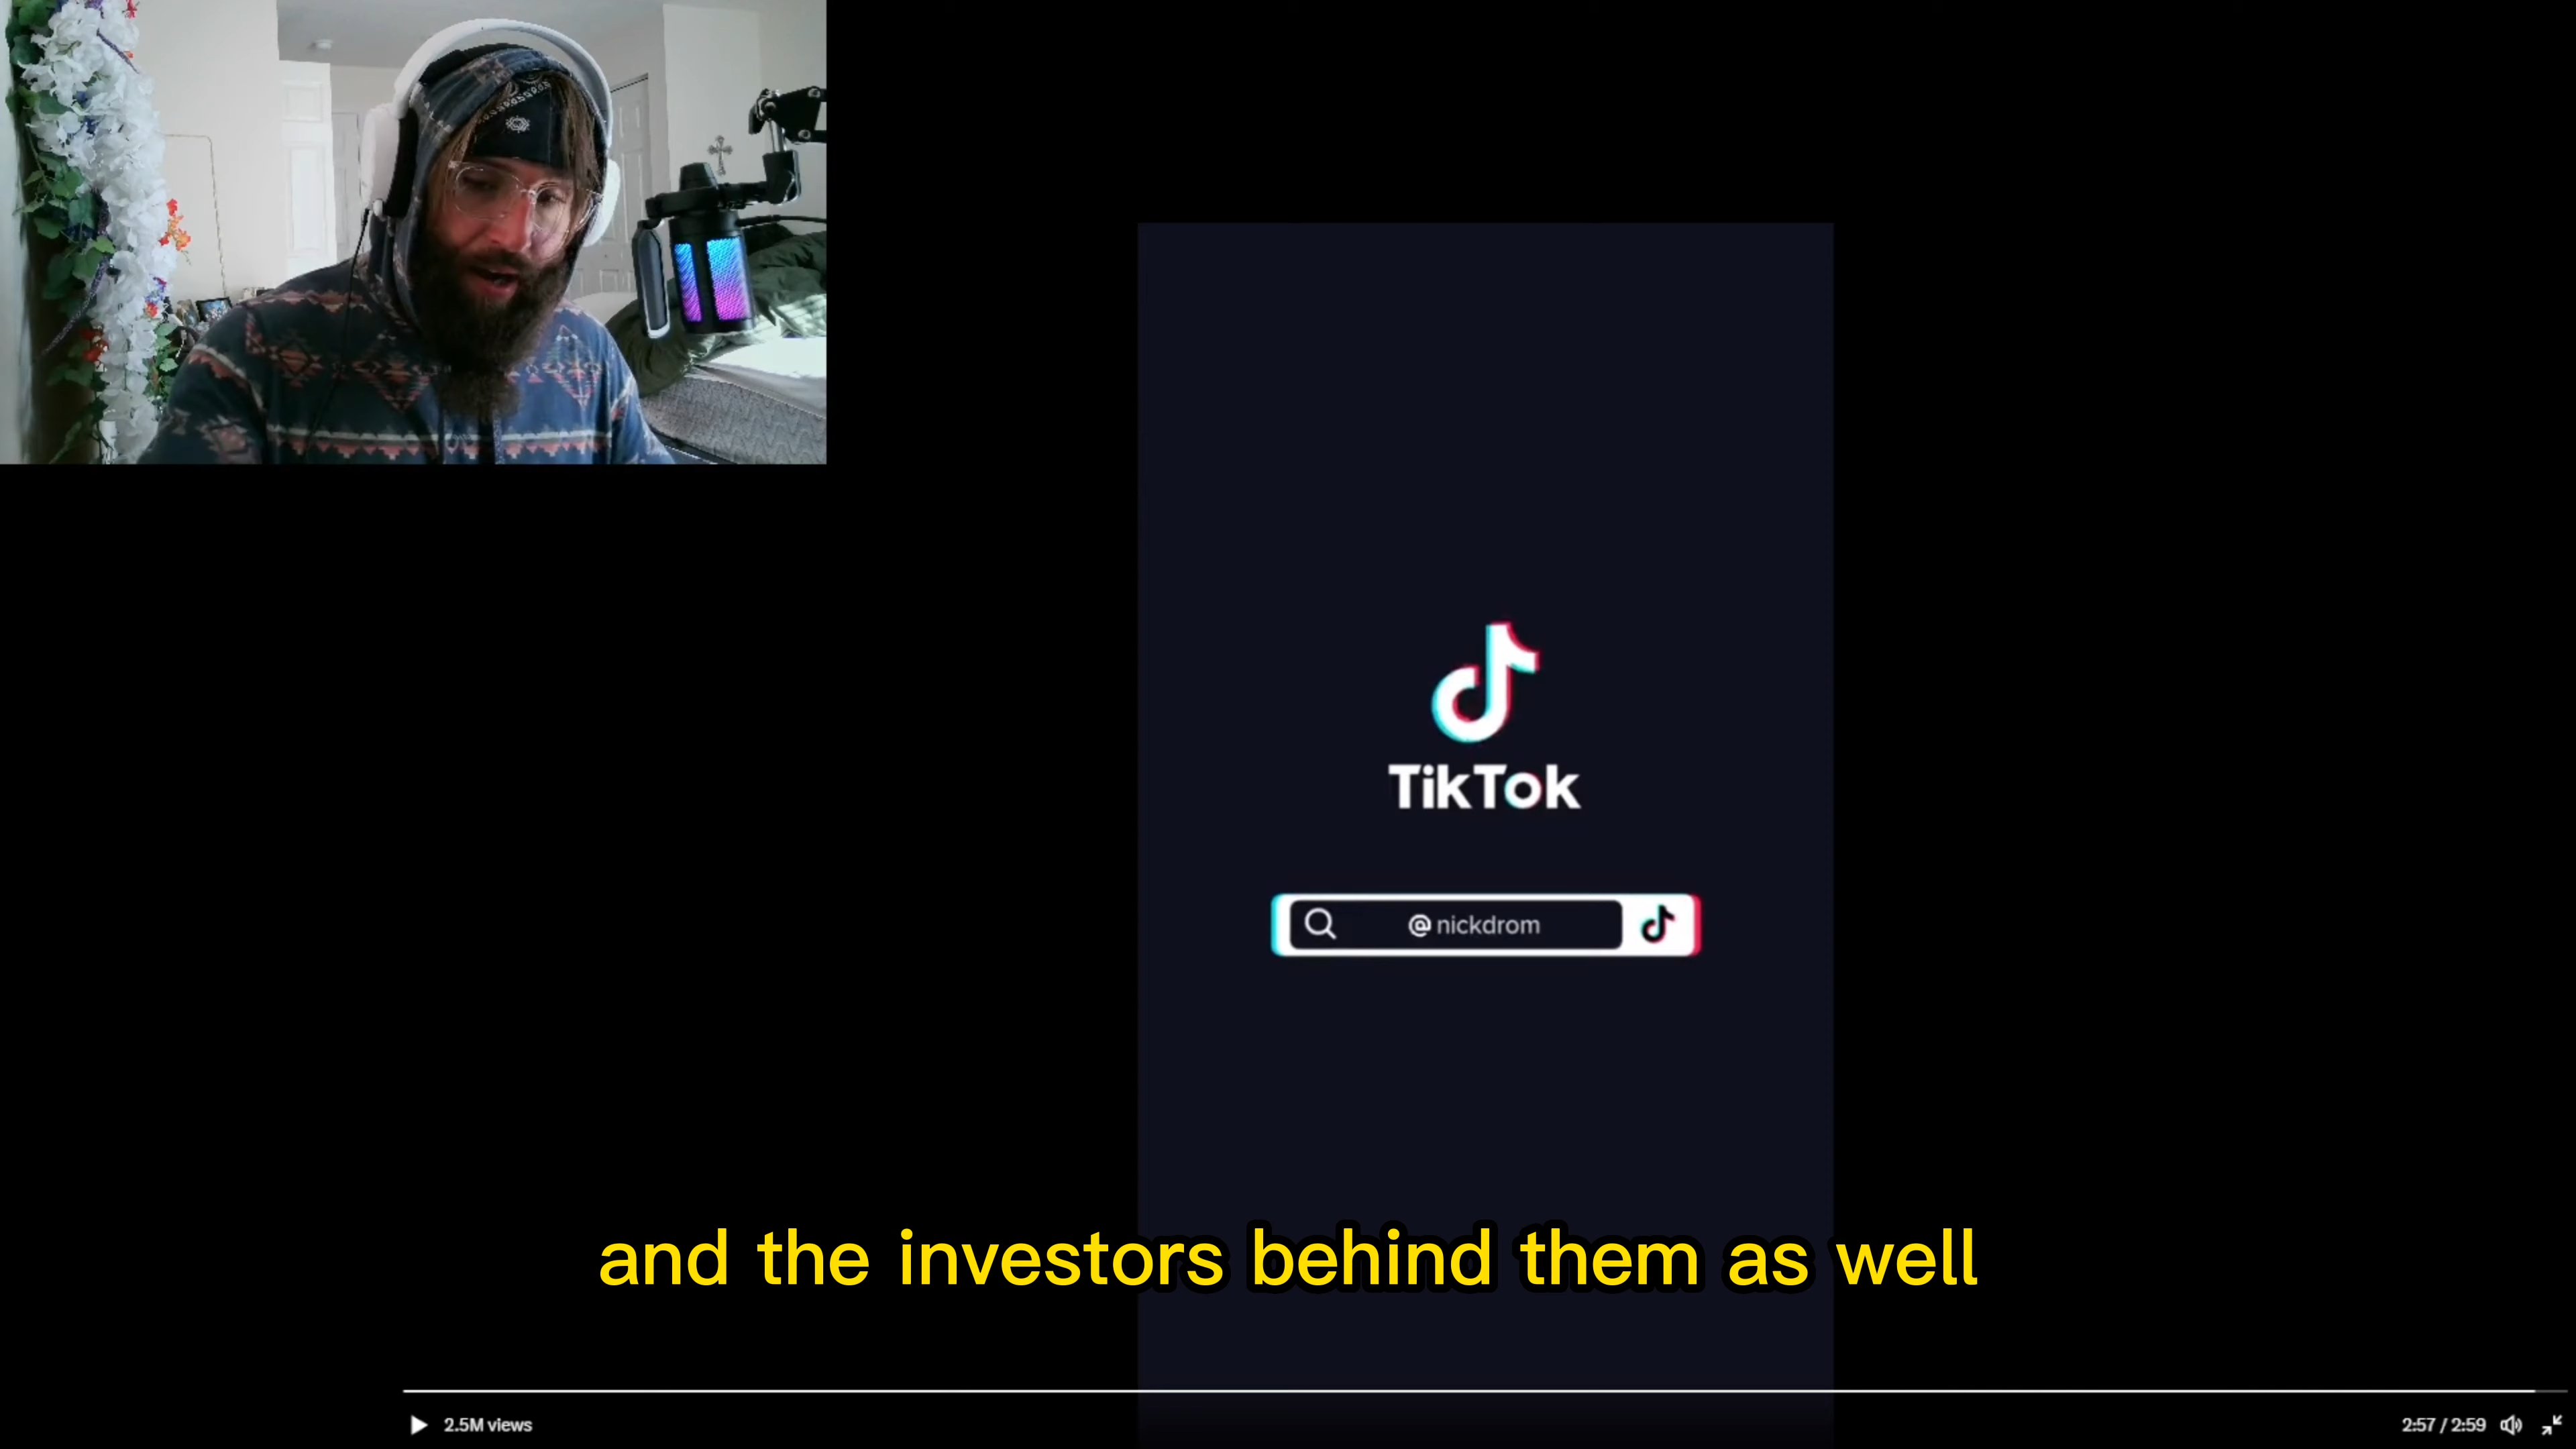 TikTok
@nickdrom
and the investors behind them as well
2.5M views
2:57 / 2:59